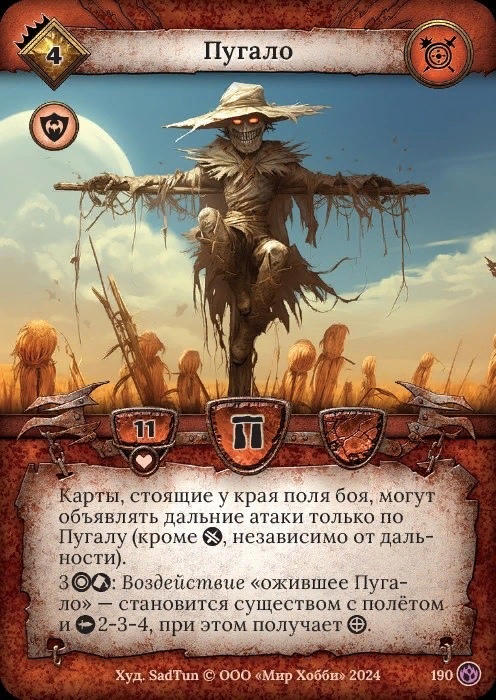 4
Пугало
11
П
Карты, стоящие у края поля боя, могут
объявлять дальние атаки только по
Пугалу (кроме , независимо от даль-
ности).
3: Воздействие «ожившее Пуга-
ло» — становится существом с полётом
и 2-3-4, при этом получает .
Худ. SadTun © ООО «Мир Хобби» 2024
190